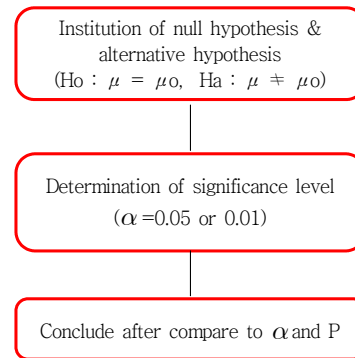 Institution of null hypothesis &
alternative hypothesis
(Ho : μ = μo, Ha : μ ≠ μo)
Determination of significance level
(α=0.05 or 0.01)
Conclude after compare to α and P